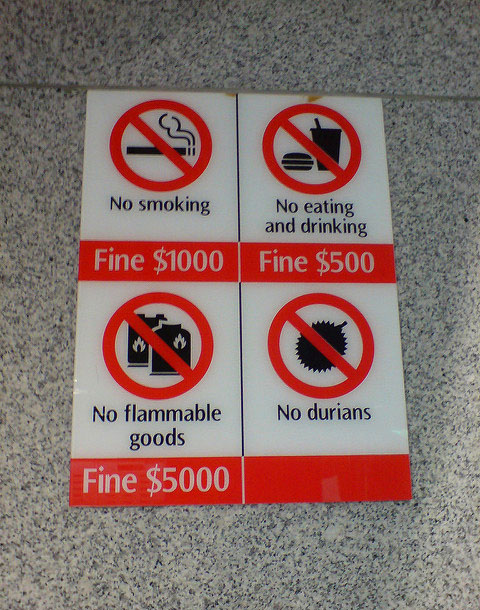 No smoking
Fine $1000
No eating
and drinking
Fine $500
No flammable
goods
Fine $5000
No durians